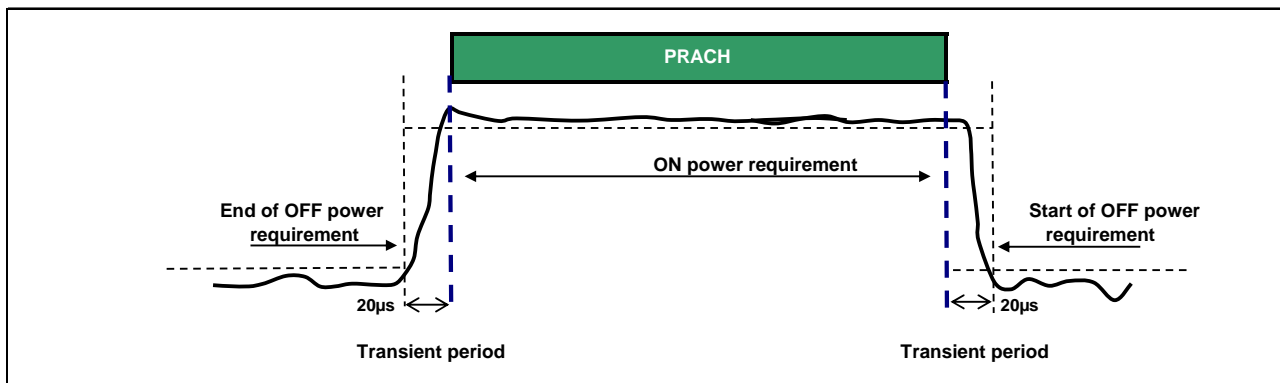 PRACH
ON power requirement
End of OFF power
requirement
Start of OFF power
requirement
20µs
20µs
Transient period
Transient period